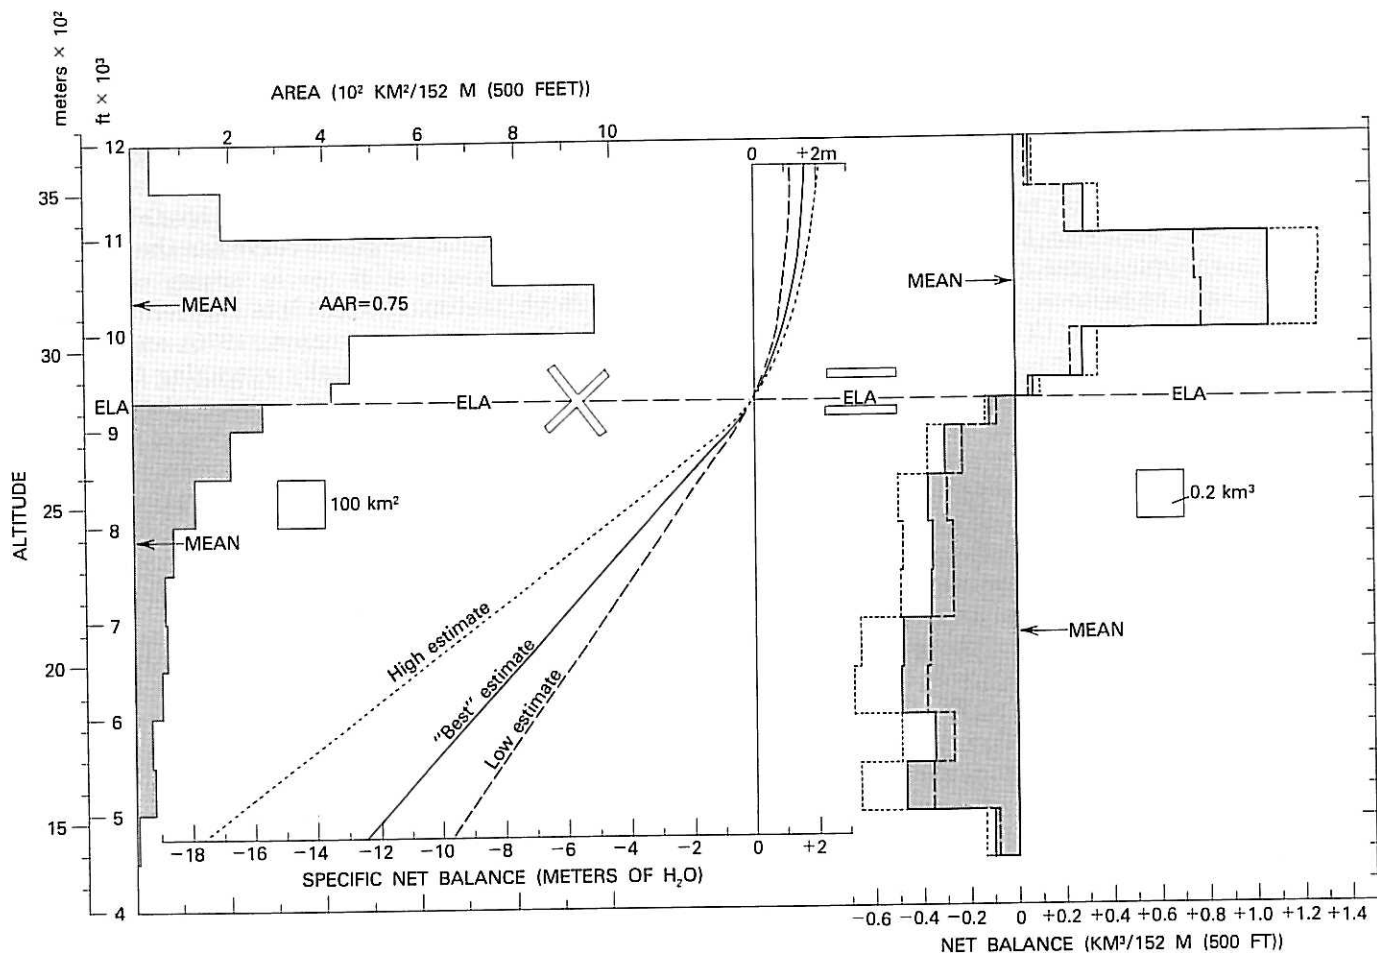 AREA (10² KM²/152 M (500 FEET))
meters × 10²
ft × 10³
2 4 6 8 10
12
11
10
ELA
9
8
7
6
5
4
35
30
25
20
15
ALTITUDE
MEAN
AAR=0.75
ELA
100 km²
MEAN
0 +2m
High estimate
"Best" estimate
Low estimate
−18 −16 −14 −12 −10 −8 −6 −4 −2 0 +2
SPECIFIC NET BALANCE (METERS OF H₂O)
ELA
MEAN
ELA
0.2 km³
MEAN
−0.6 −0.4 −0.2 0 +0.2 +0.4 +0.6 +0.8 +1.0 +1.2 +1.4
NET BALANCE (KM³/152 M (500 FT))